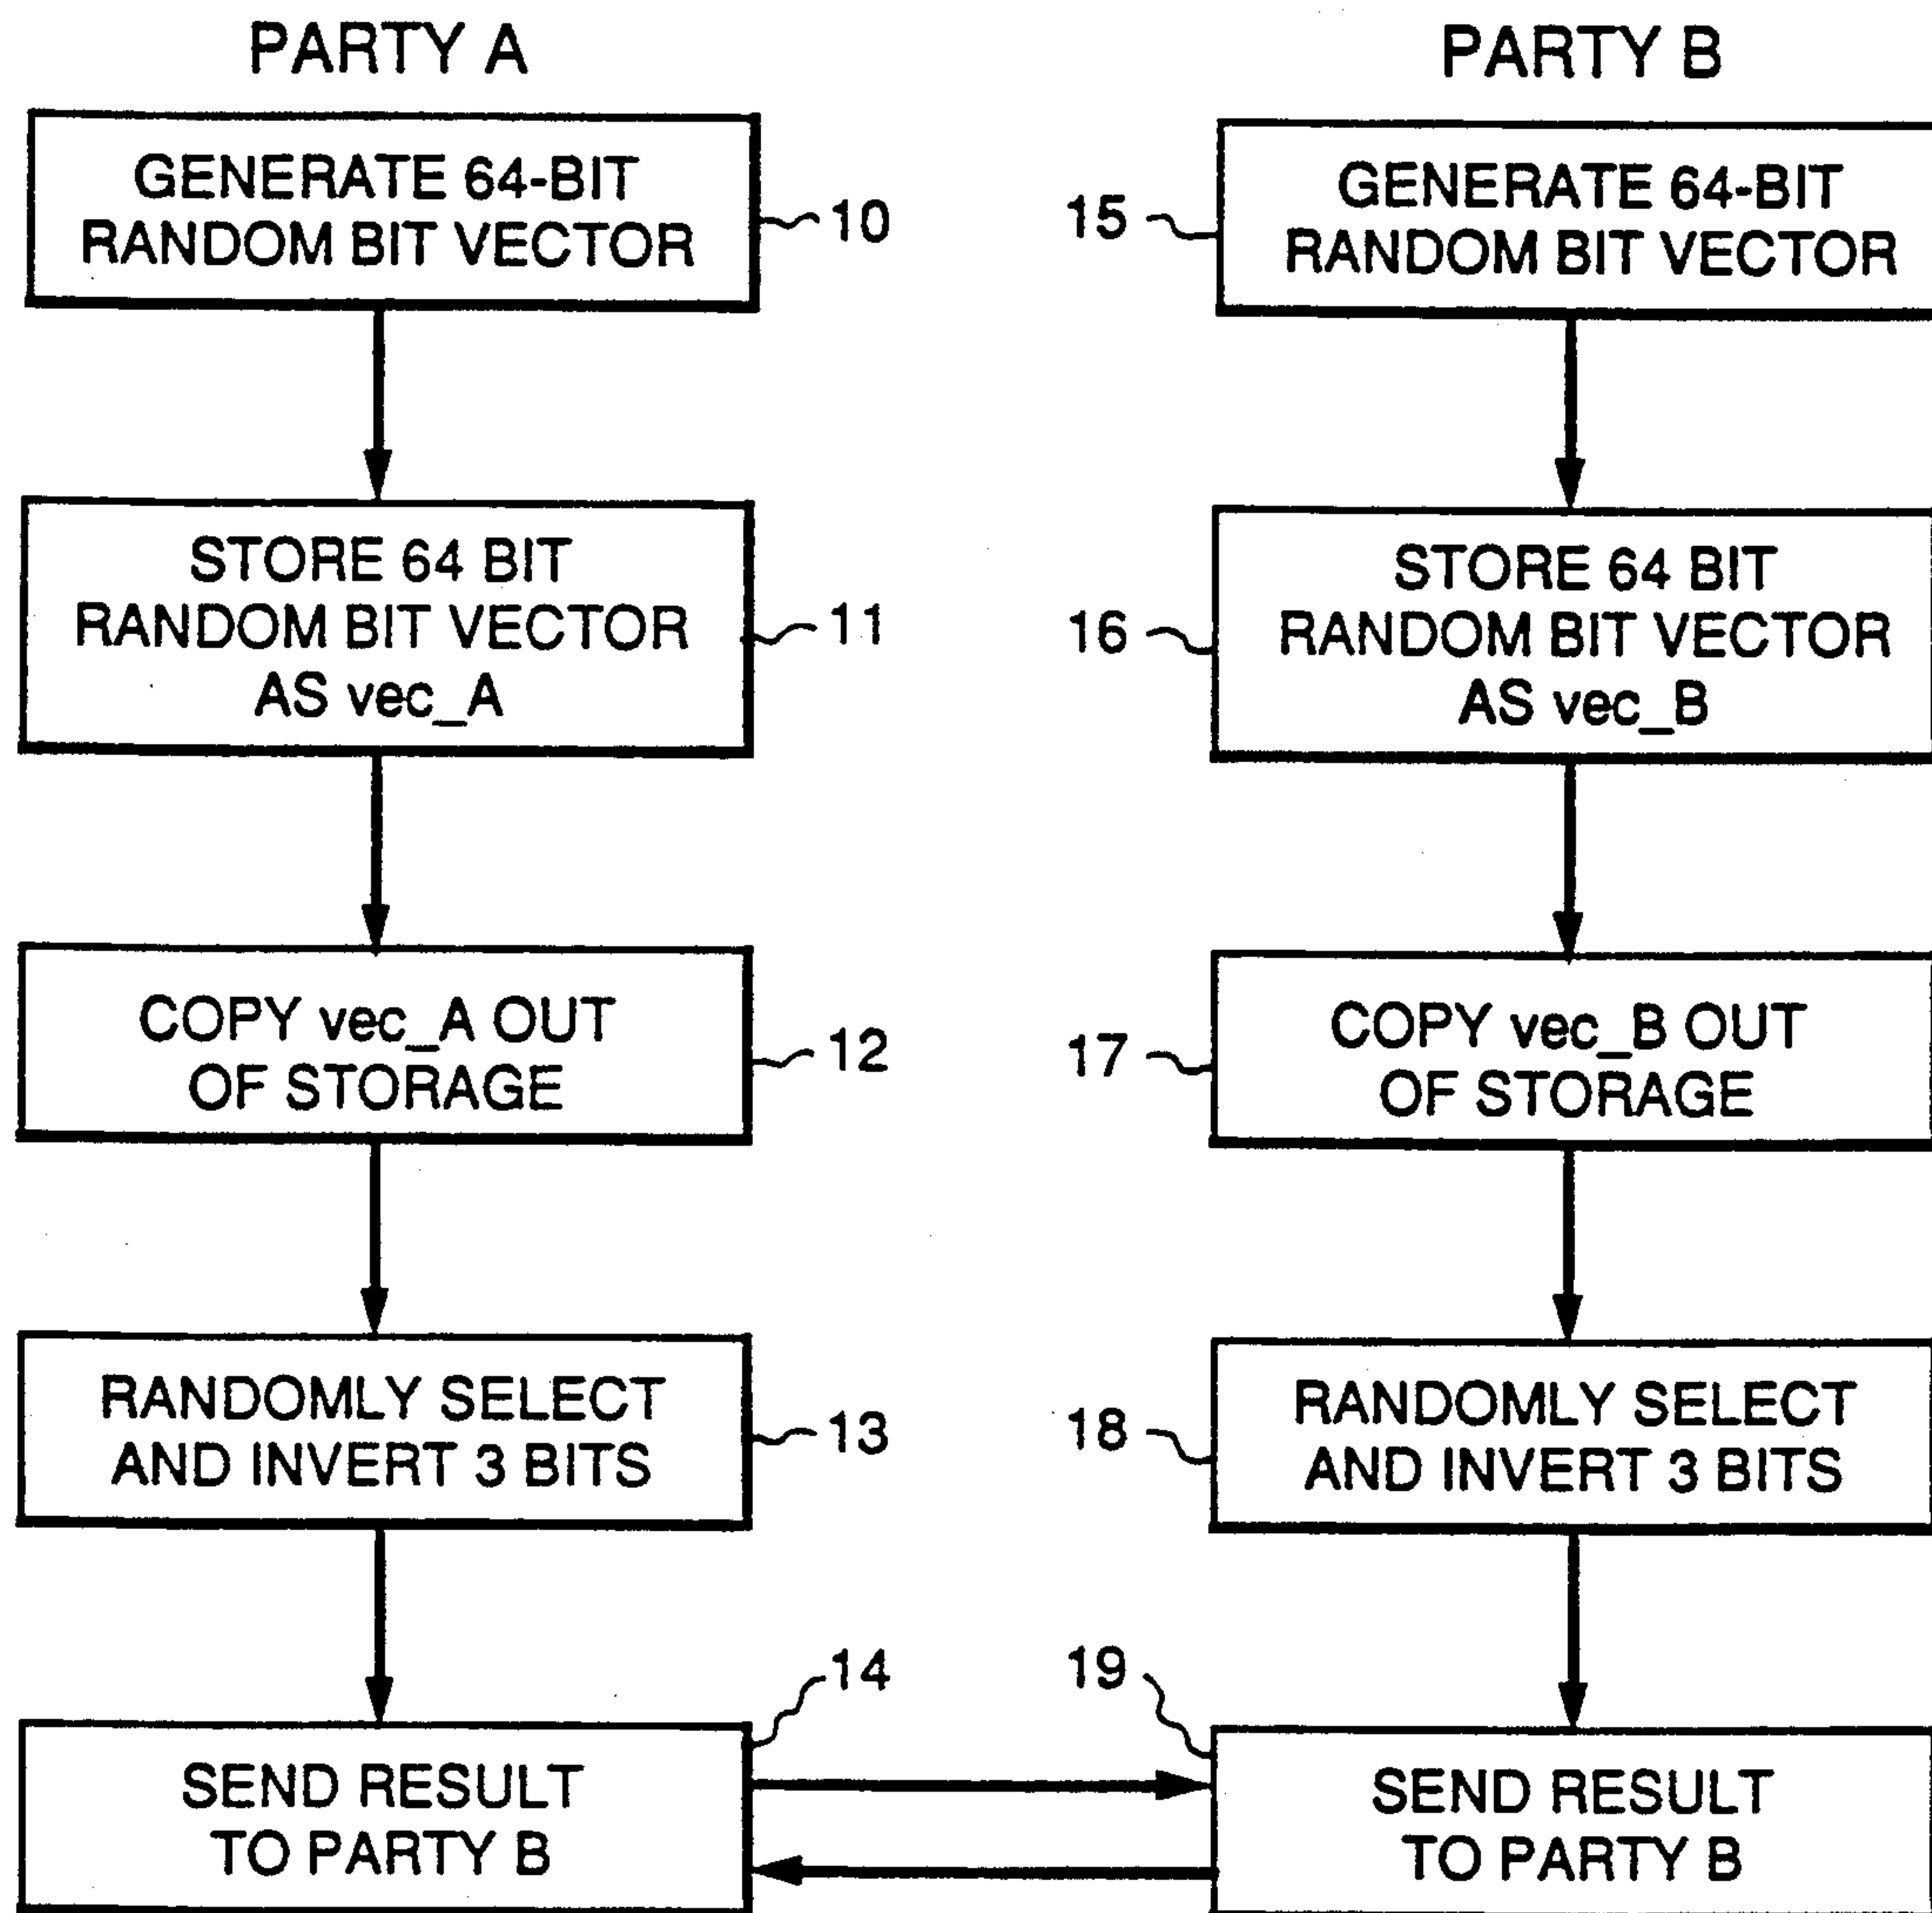 PARTY A
GENERATE 64-BIT
RANDOM BIT VECTOR
10
STORE 64 BIT
RANDOM BIT VECTOR
AS vec_A
11
COPY vec_A OUT
OF STORAGE
12
RANDOMLY SELECT
AND INVERT 3 BITS
13
SEND RESULT
TO PARTY B
14
PARTY B
15
GENERATE 64-BIT
RANDOM BIT VECTOR
16
STORE 64 BIT
RANDOM BIT VECTOR
AS vec_B
17
COPY vec_B OUT
OF STORAGE
18
RANDOMLY SELECT
AND INVERT 3 BITS
19
SEND RESULT
TO PARTY B